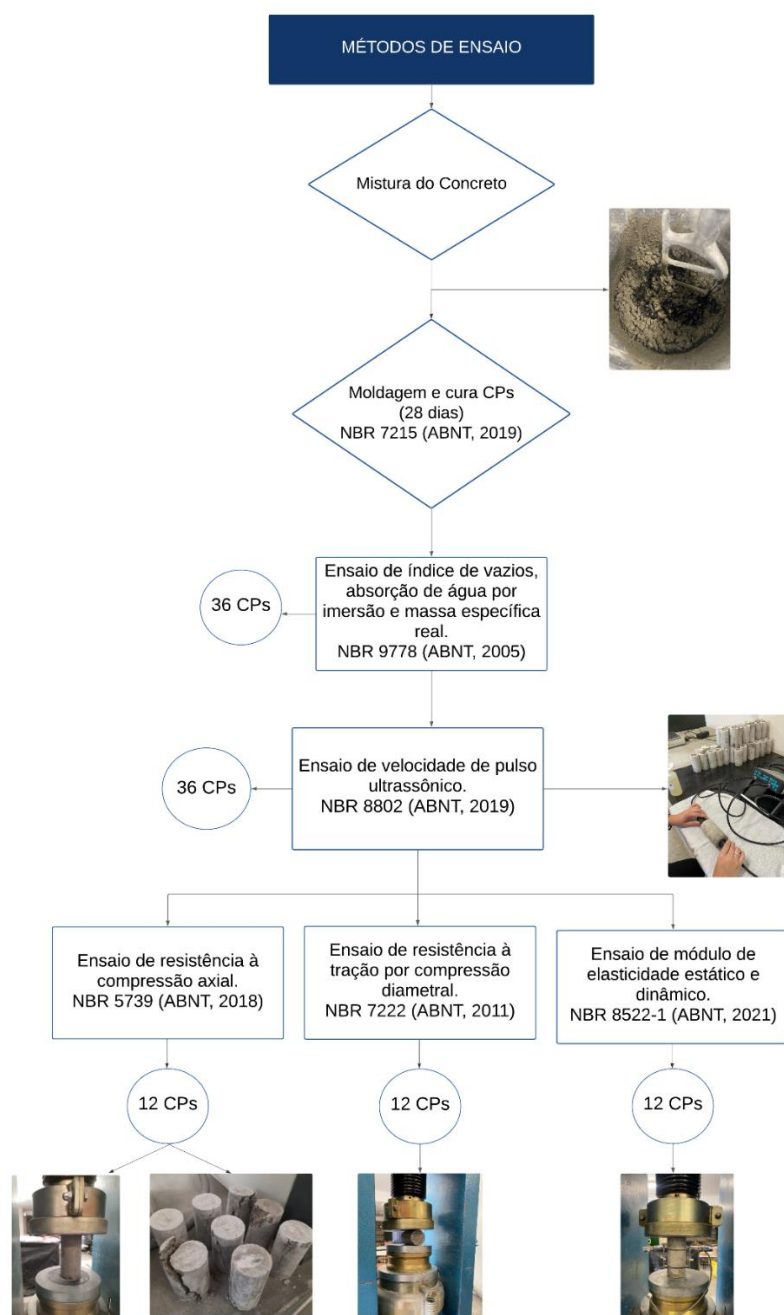 MÉTODOS DE ENSAIO
Mistura do Concreto
Moldagem e cura CPs
(28 dias)
NBR 7215 (ABNT, 2019)
36 CPs
Ensaio de índice de vazios,
absorção de água por
imersão e massa específica
real.
NBR 9778 (ABNT, 2005)
36 CPs
Ensaio de velocidade de pulso
ultrassônico.
NBR 8802 (ABNT, 2019)
Ensaio de resistência à
compressão axial.
NBR 5739 (ABNT, 2018)
Ensaio de resistência à
tração por compressão
diametral.
NBR 7222 (ABNT, 2011)
Ensaio de módulo de
elasticidade estático e
dinâmico.
NBR 8522-1 (ABNT, 2021)
12 CPs
12 CPs
12 CPs